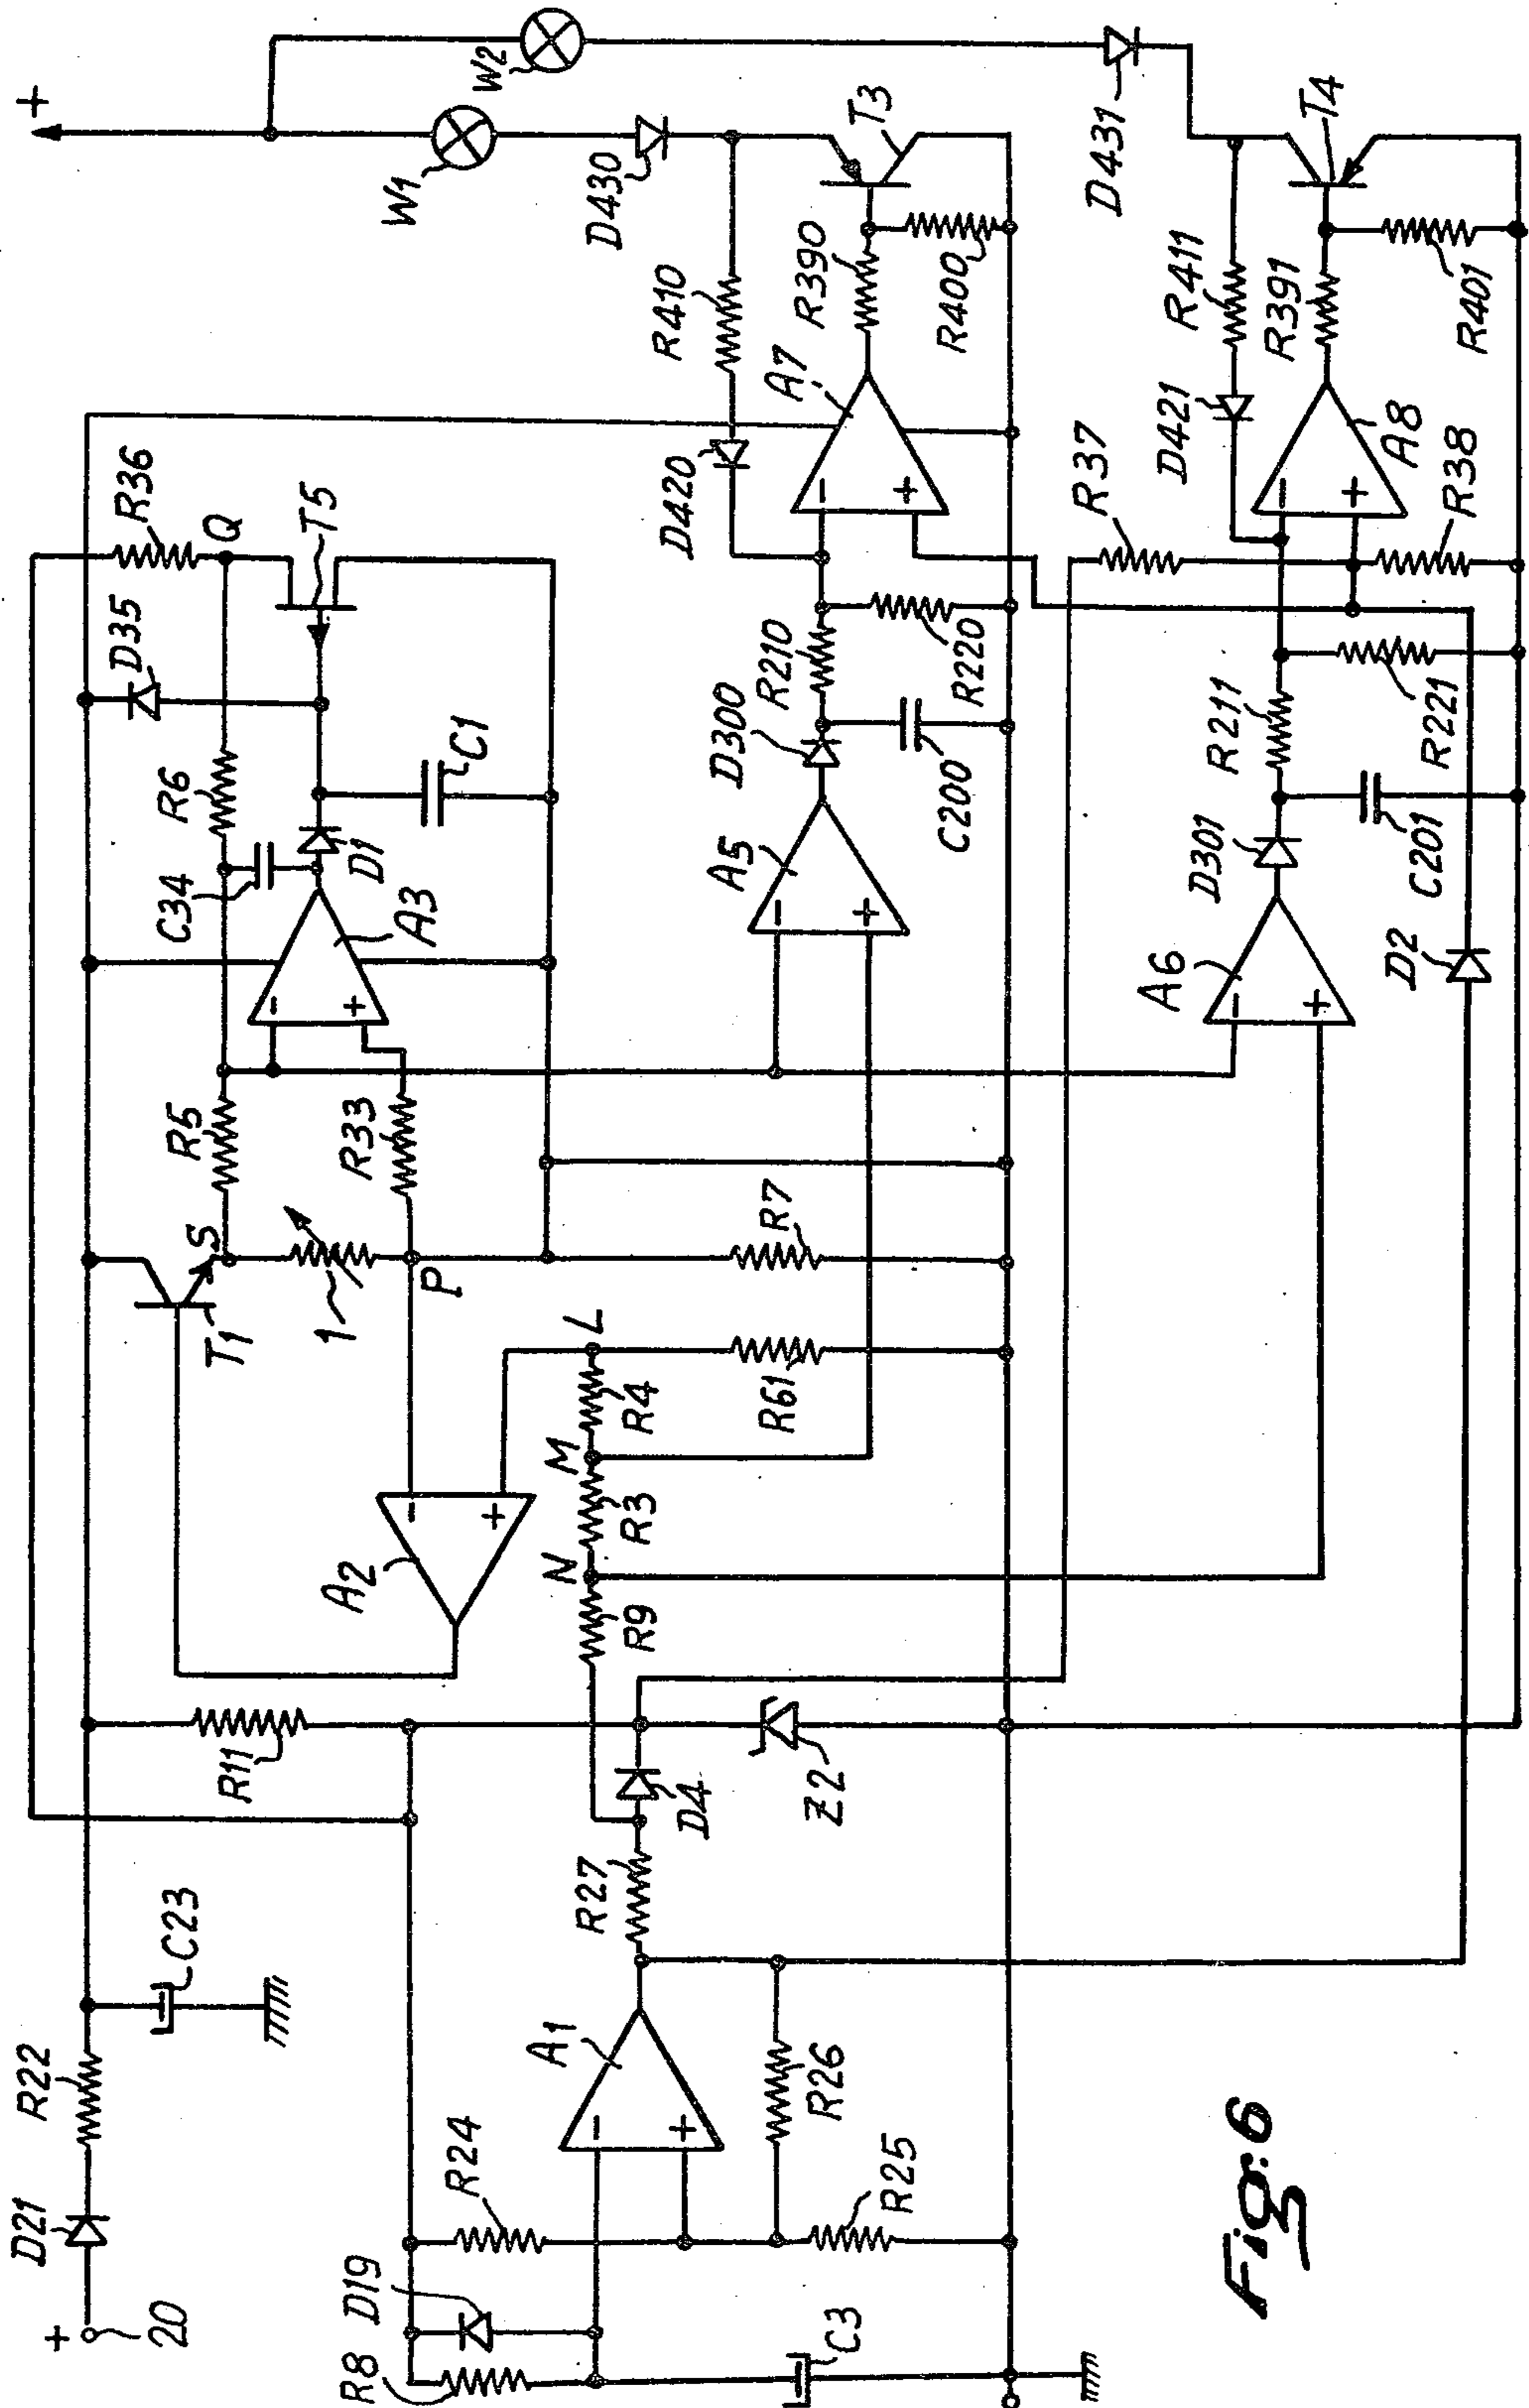 +
20
D21
R22
C23
R8
D19
R24
C3
R25
R26
A1
-
+
R27
D4
Z2
R11
R9
N
R3
M
R4
L
R61
A2
-
+
T1
S
1
P
R7
R5
R33
A3
-
+
C34
R6
D1
C1
D35
Q
R36
T5
A5
-
+
D300
C200
R210
R220
D420
R410
A7
-
+
R390
R400
T3
D430
W1
W2
+
A6
-
+
D301
C201
D2
R211
R221
R37
R38
D421
R411
A8
-
+
R391
R401
T4
D431
Fig: 6